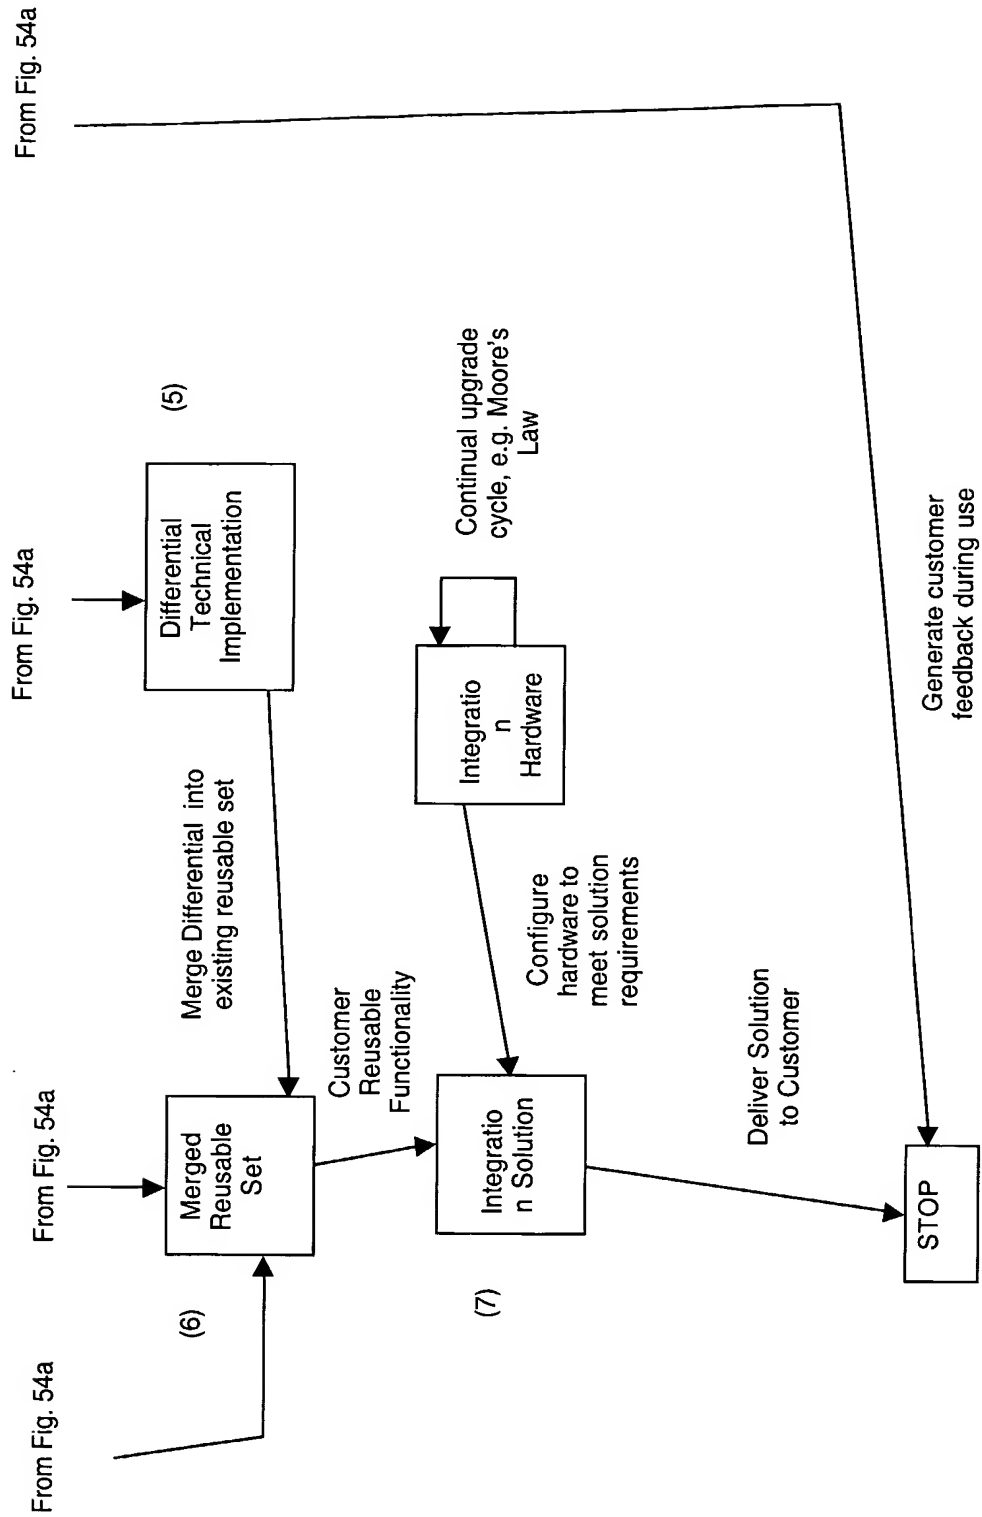 From Fig. 54a
From Fig. 54a
From Fig. 54a
From Fig. 54a
(6)
Merged
Reusable
Set
Merge Differential into
existing reusable set
Differential
Technical
Implementation
(5)
Customer
Reusable
Functionality
(7)
Integratio
n Solution
Configure
hardware to
meet solution
requirements
Integratio
n
Hardware
Continual upgrade
cycle, e.g. Moore's
Law
Deliver Solution
to Customer
STOP
Generate customer
feedback during use